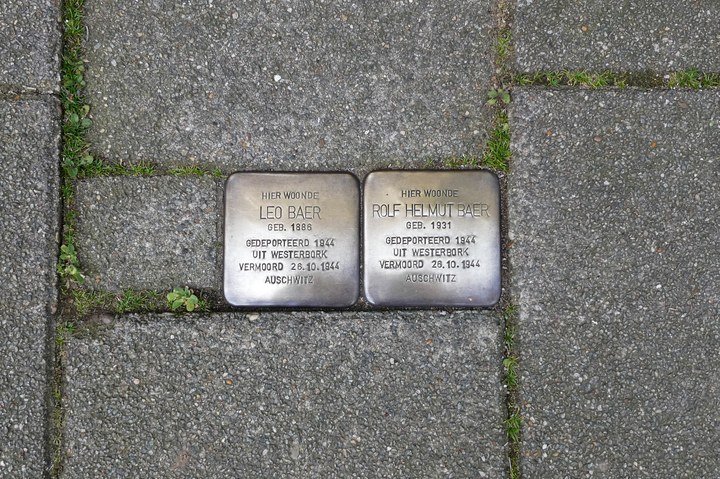 HIER WOONDE
LEO BAER
GEB. 1886
GEDEPORTEERD 1944
UIT WESTERBORK
VERMOORD 26.10.1944
AUSCHWITZ
HIER WOONDE
ROLF HELMUT BAER
GEB. 1931
GEDEPORTEERD 1944
UIT WESTERBORK
VERMOORD 26.10.1944
AUSCHWITZ